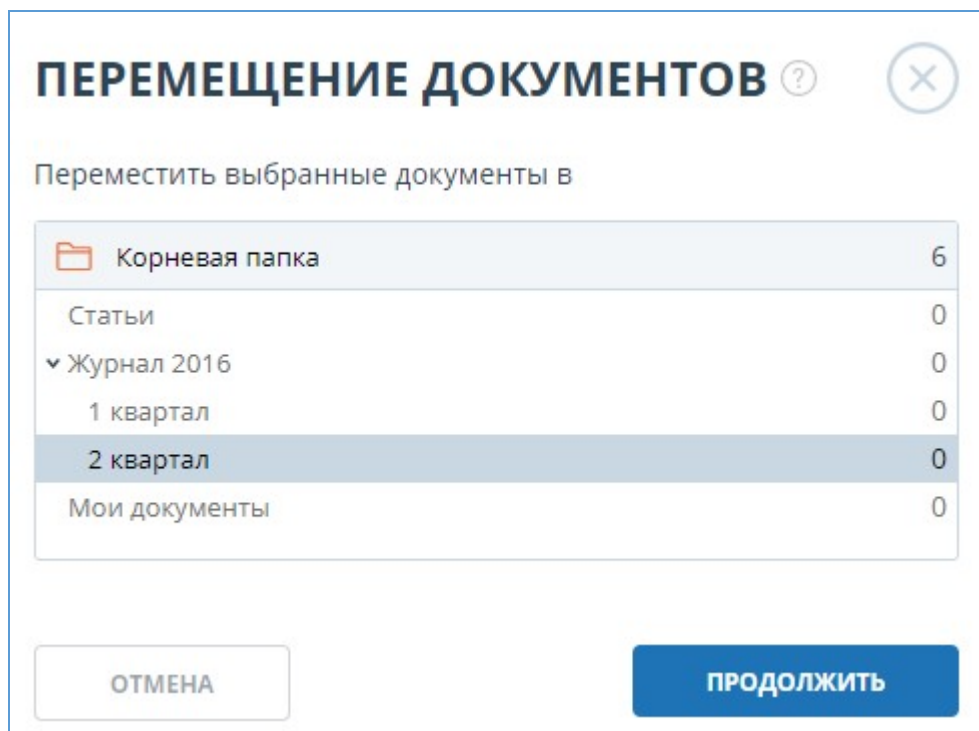 ПЕРЕМЕЩЕНИЕ ДОКУМЕНТОВ ?
Переместить выбранные документы в
Корневая папка 6
Статьи 0
Журнал 2016 0
1 квартал 0
2 квартал 0
Мои документы 0
ОТМЕНА ПРОДОЛЖИТЬ